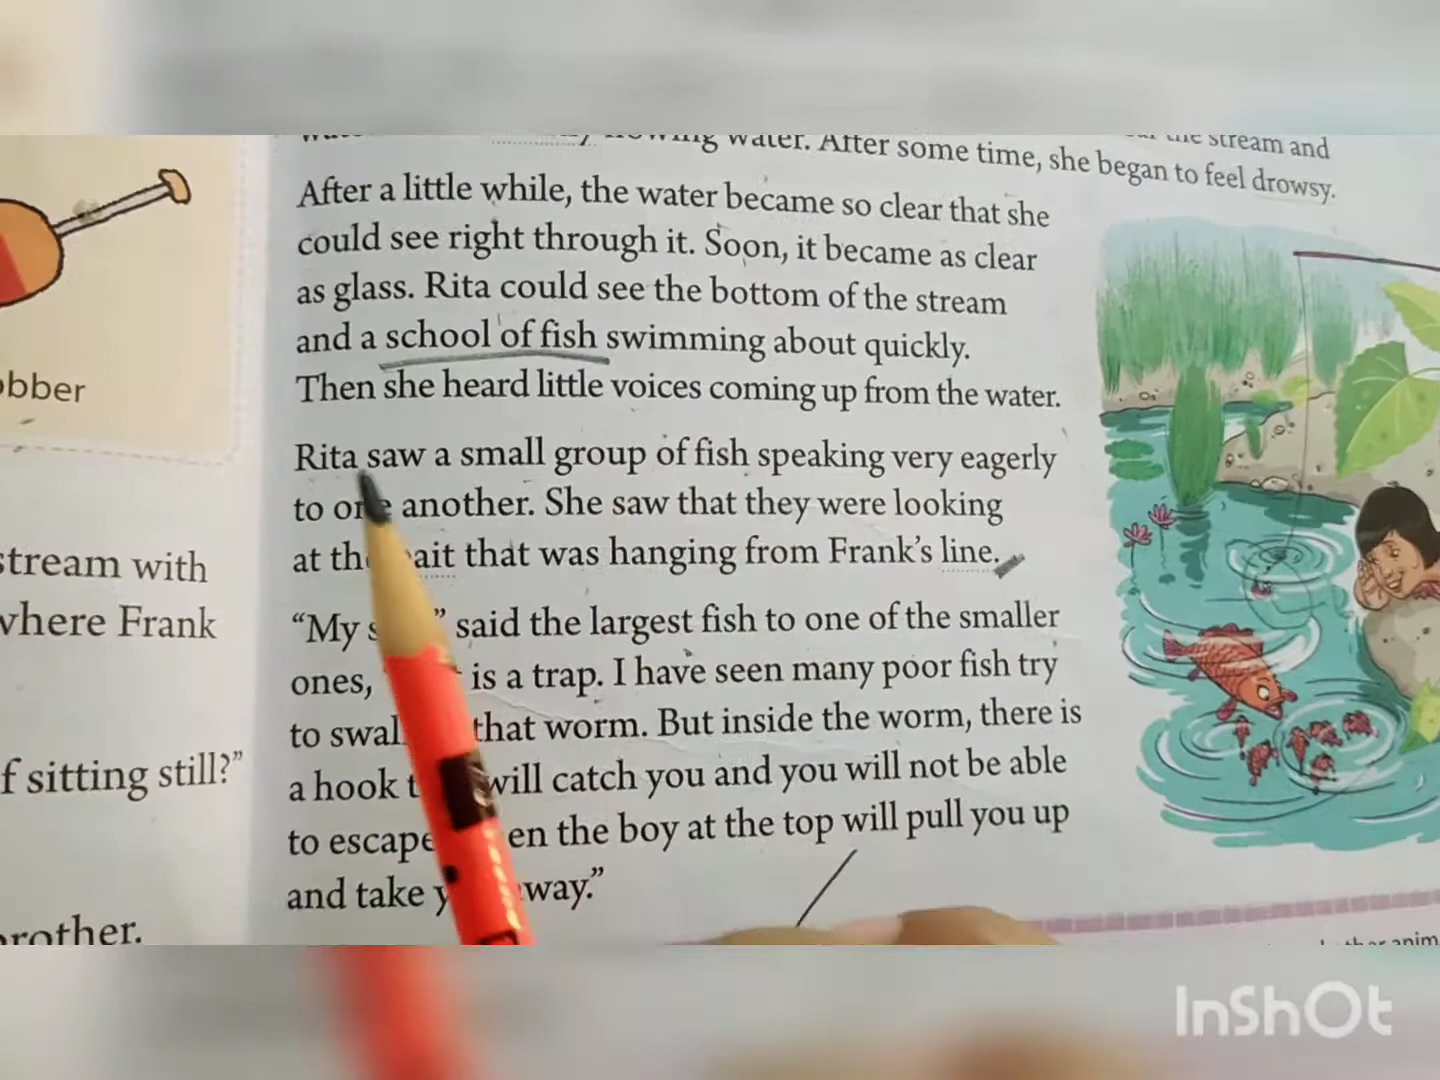 flowing water. After some time, she began to feel drowsy.
the stream and
After a little while, the water became so clear that she
could see right through it. Soon, it became as clear
as glass. Rita could see the bottom of the stream
and a school of fish swimming about quickly.
Then she heard little voices coming up from the water.
Rita saw a small group of fish speaking very eagerly
to one another. She saw that they were looking
at the bait that was hanging from Frank's line.
"My said the largest fish to one of the smaller
ones, is a trap. I have seen many poor fish try
to swal that worm. But inside the worm, there is
a hook will catch you and you will not be able
to escape en the boy at the top will pull you up
and take way."
obber
stream with
where Frank
f sitting still?"
rother.
InShOt